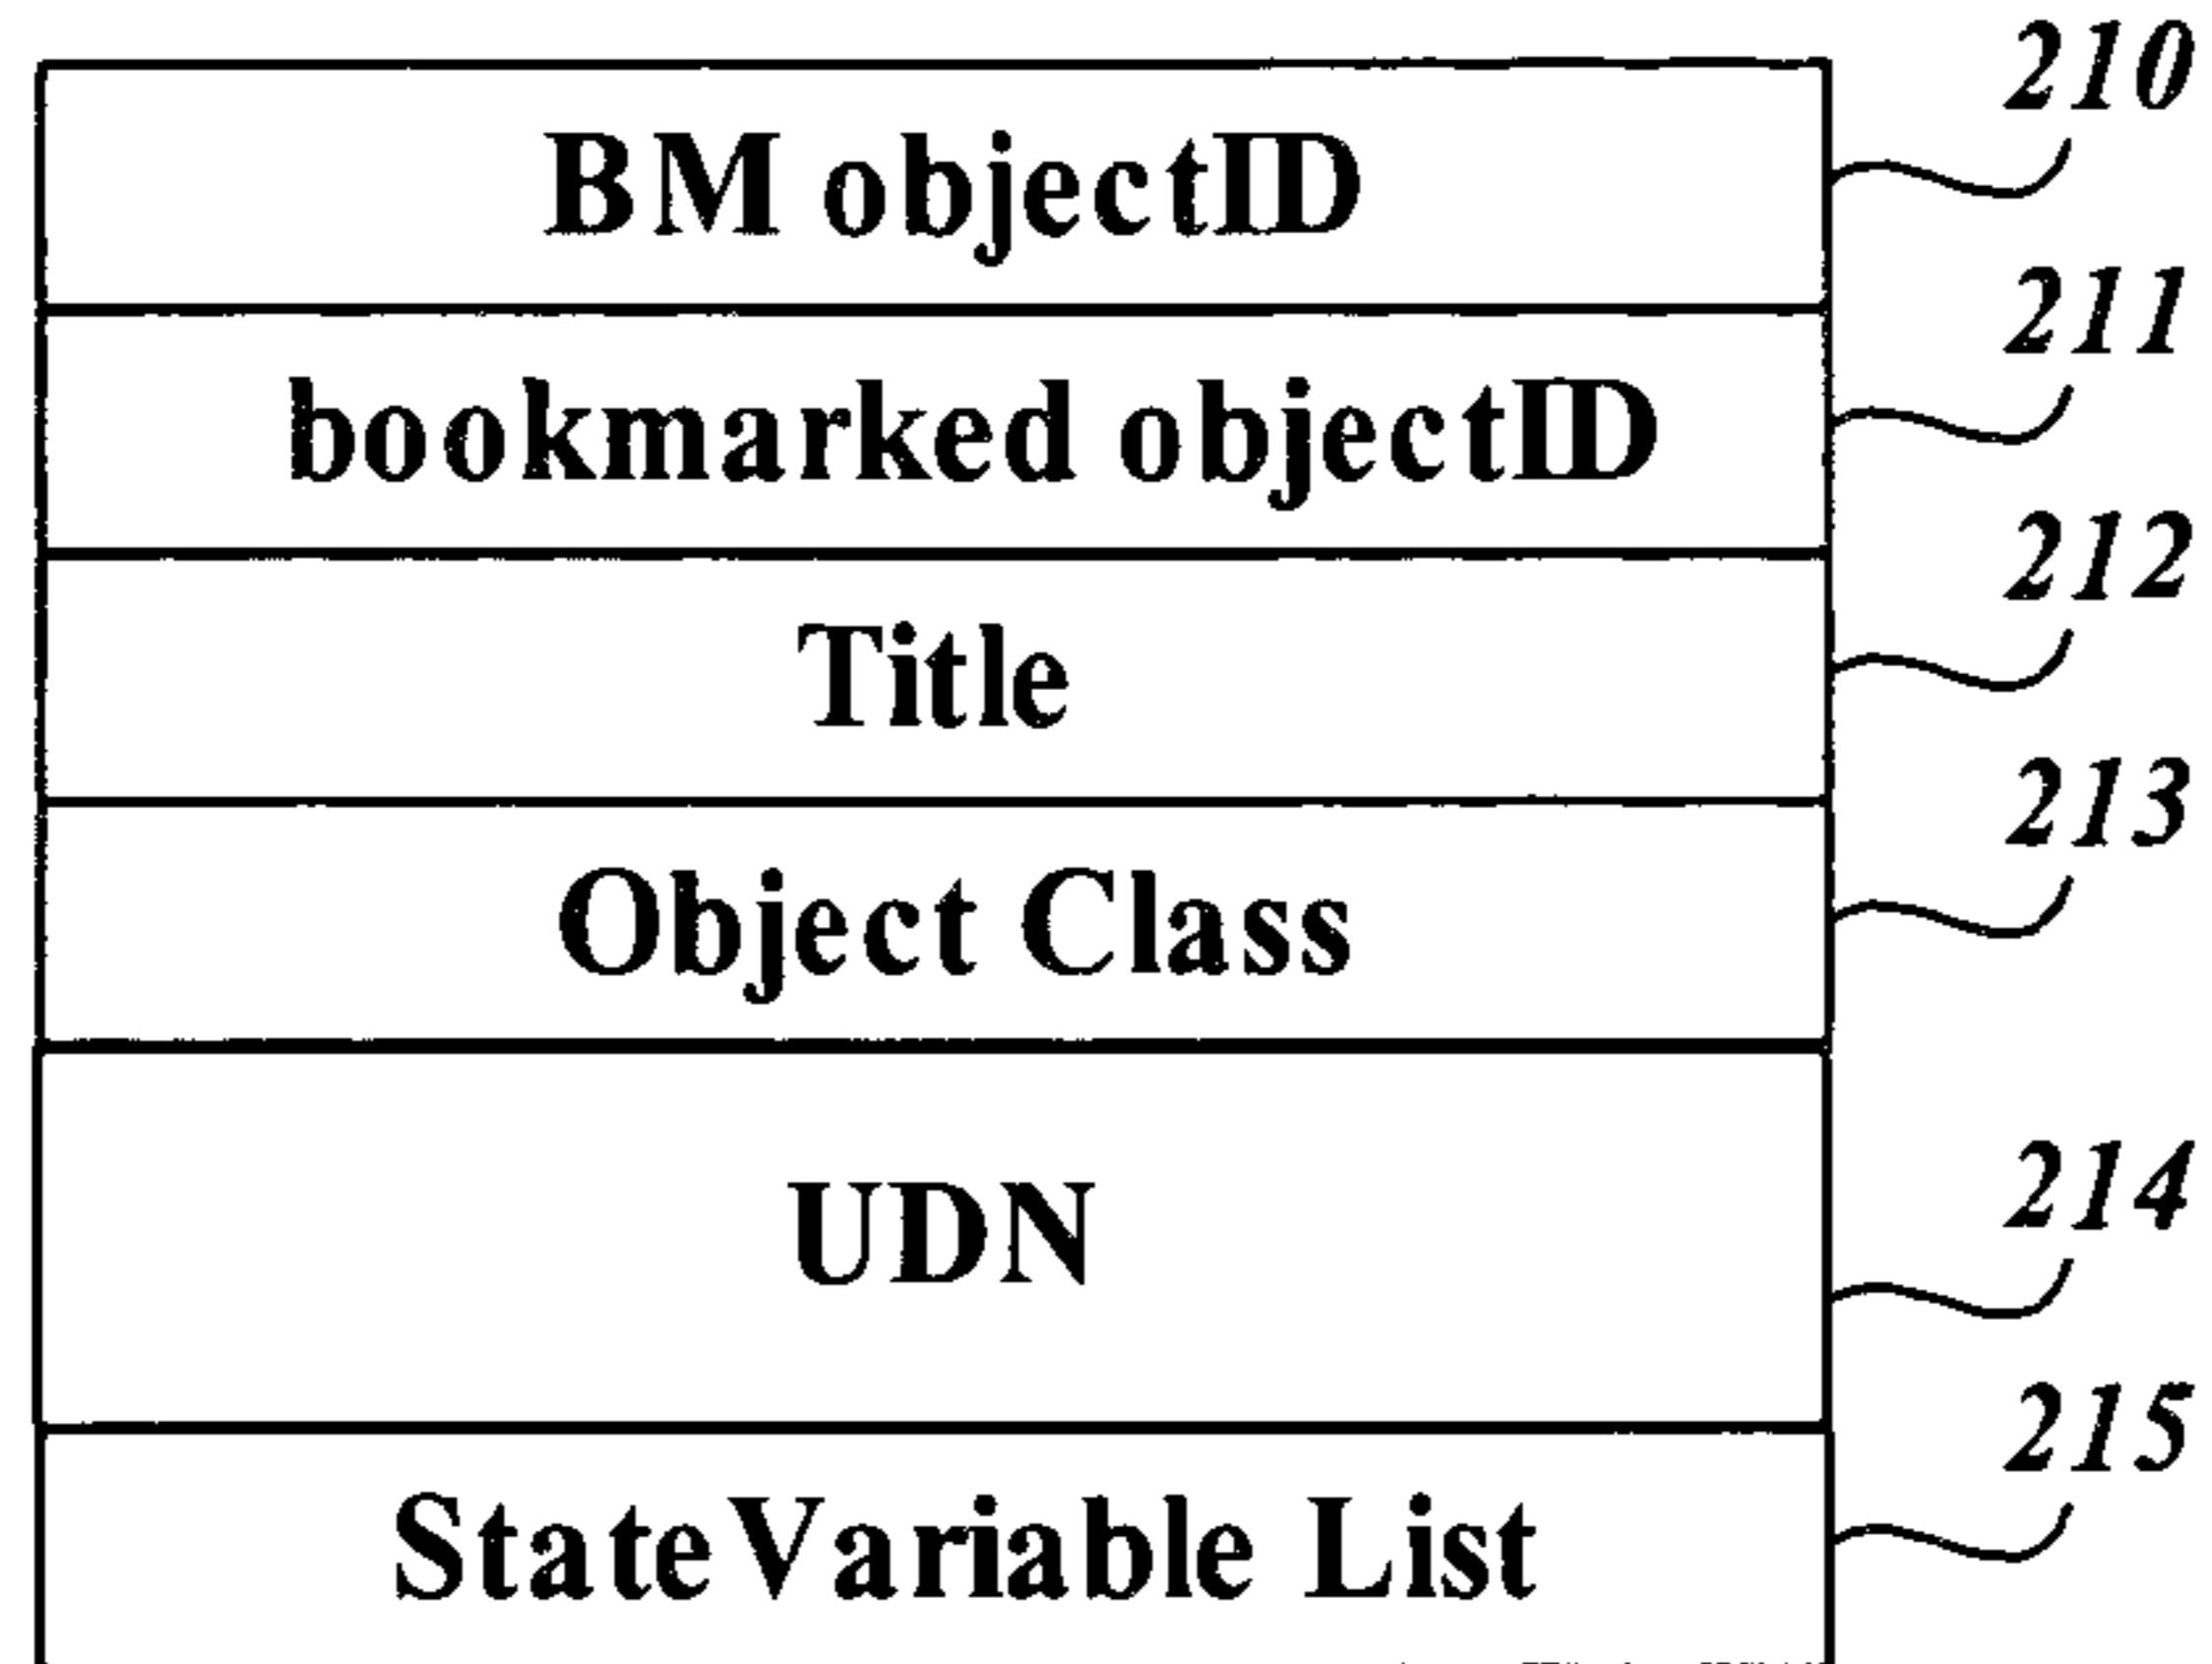 210
BM objectID
211
bookmarked objectID
212
Title
213
Object Class
214
UDN
215
StateVariable List